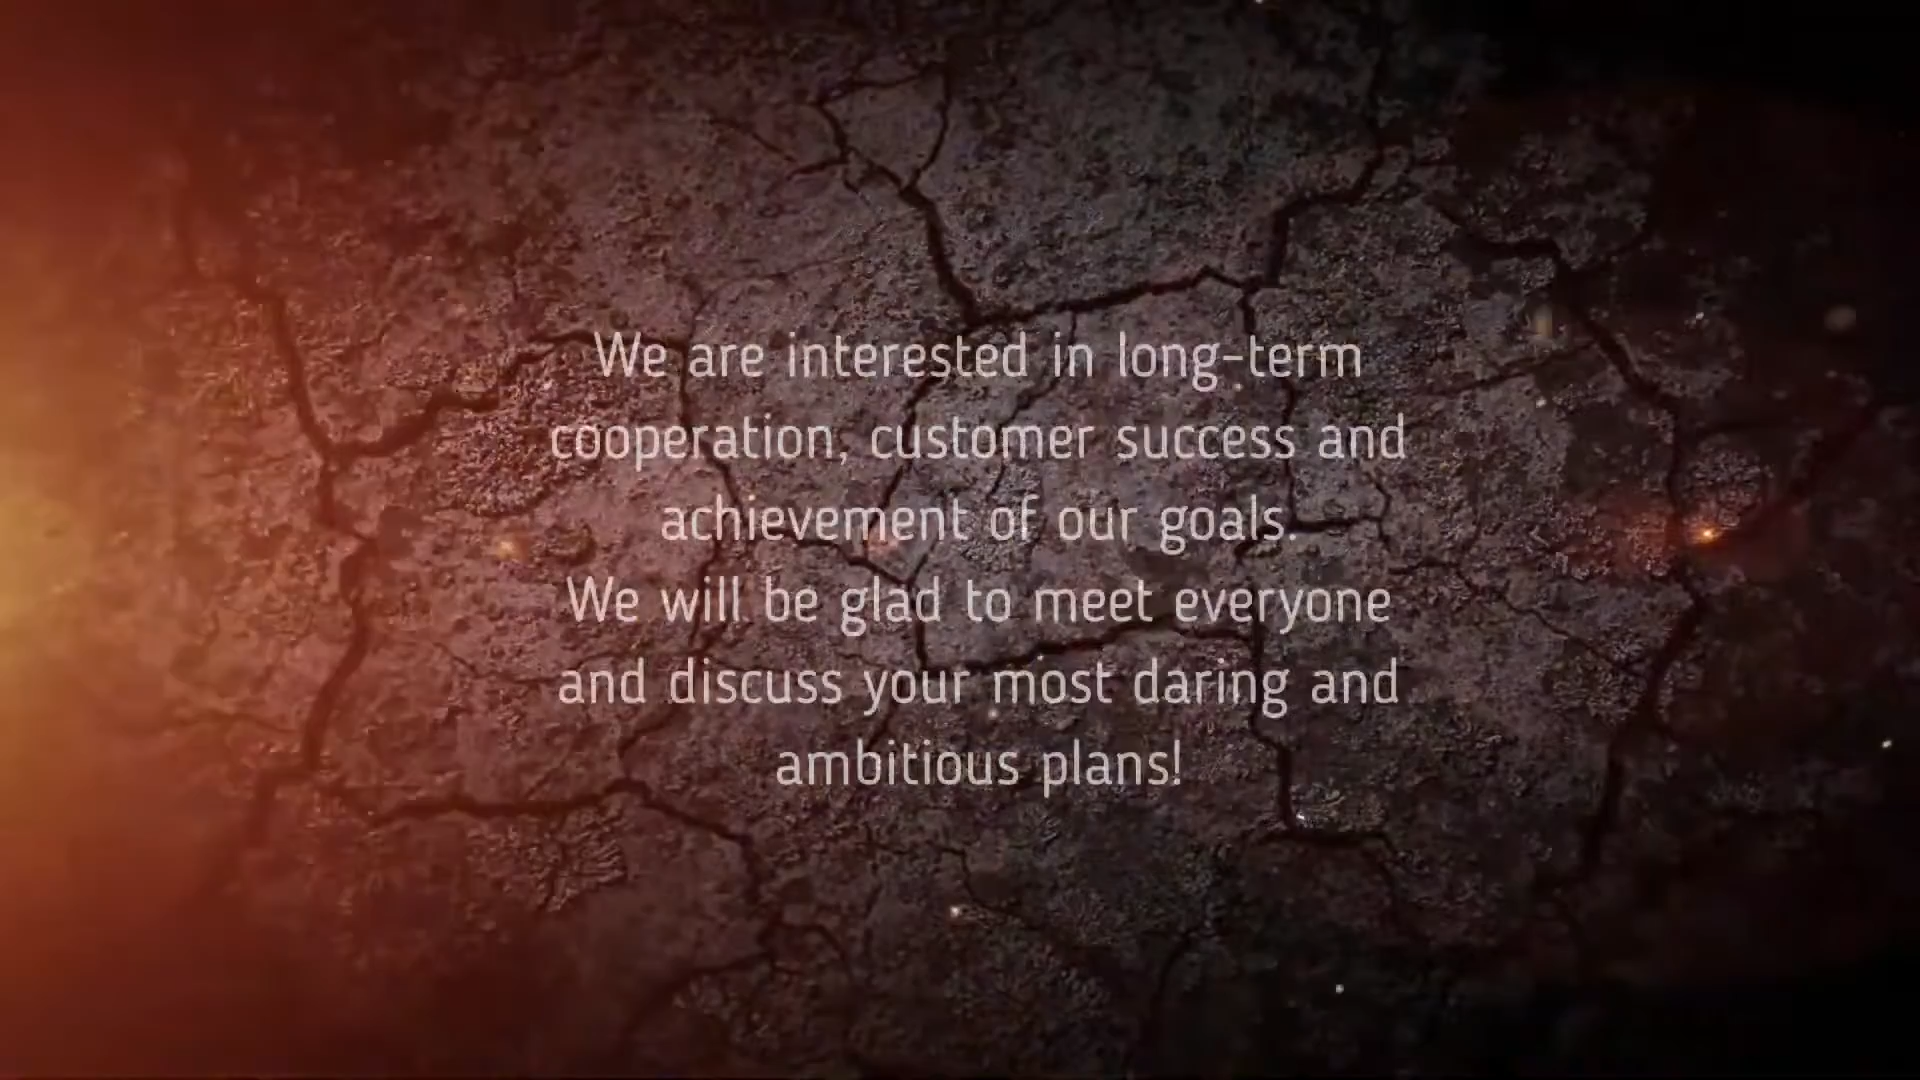 We are interested in long-term
cooperation, customer success and
achievement of our goals.
We will be glad to meet everyone
and discuss your most daring and
ambitious plans!